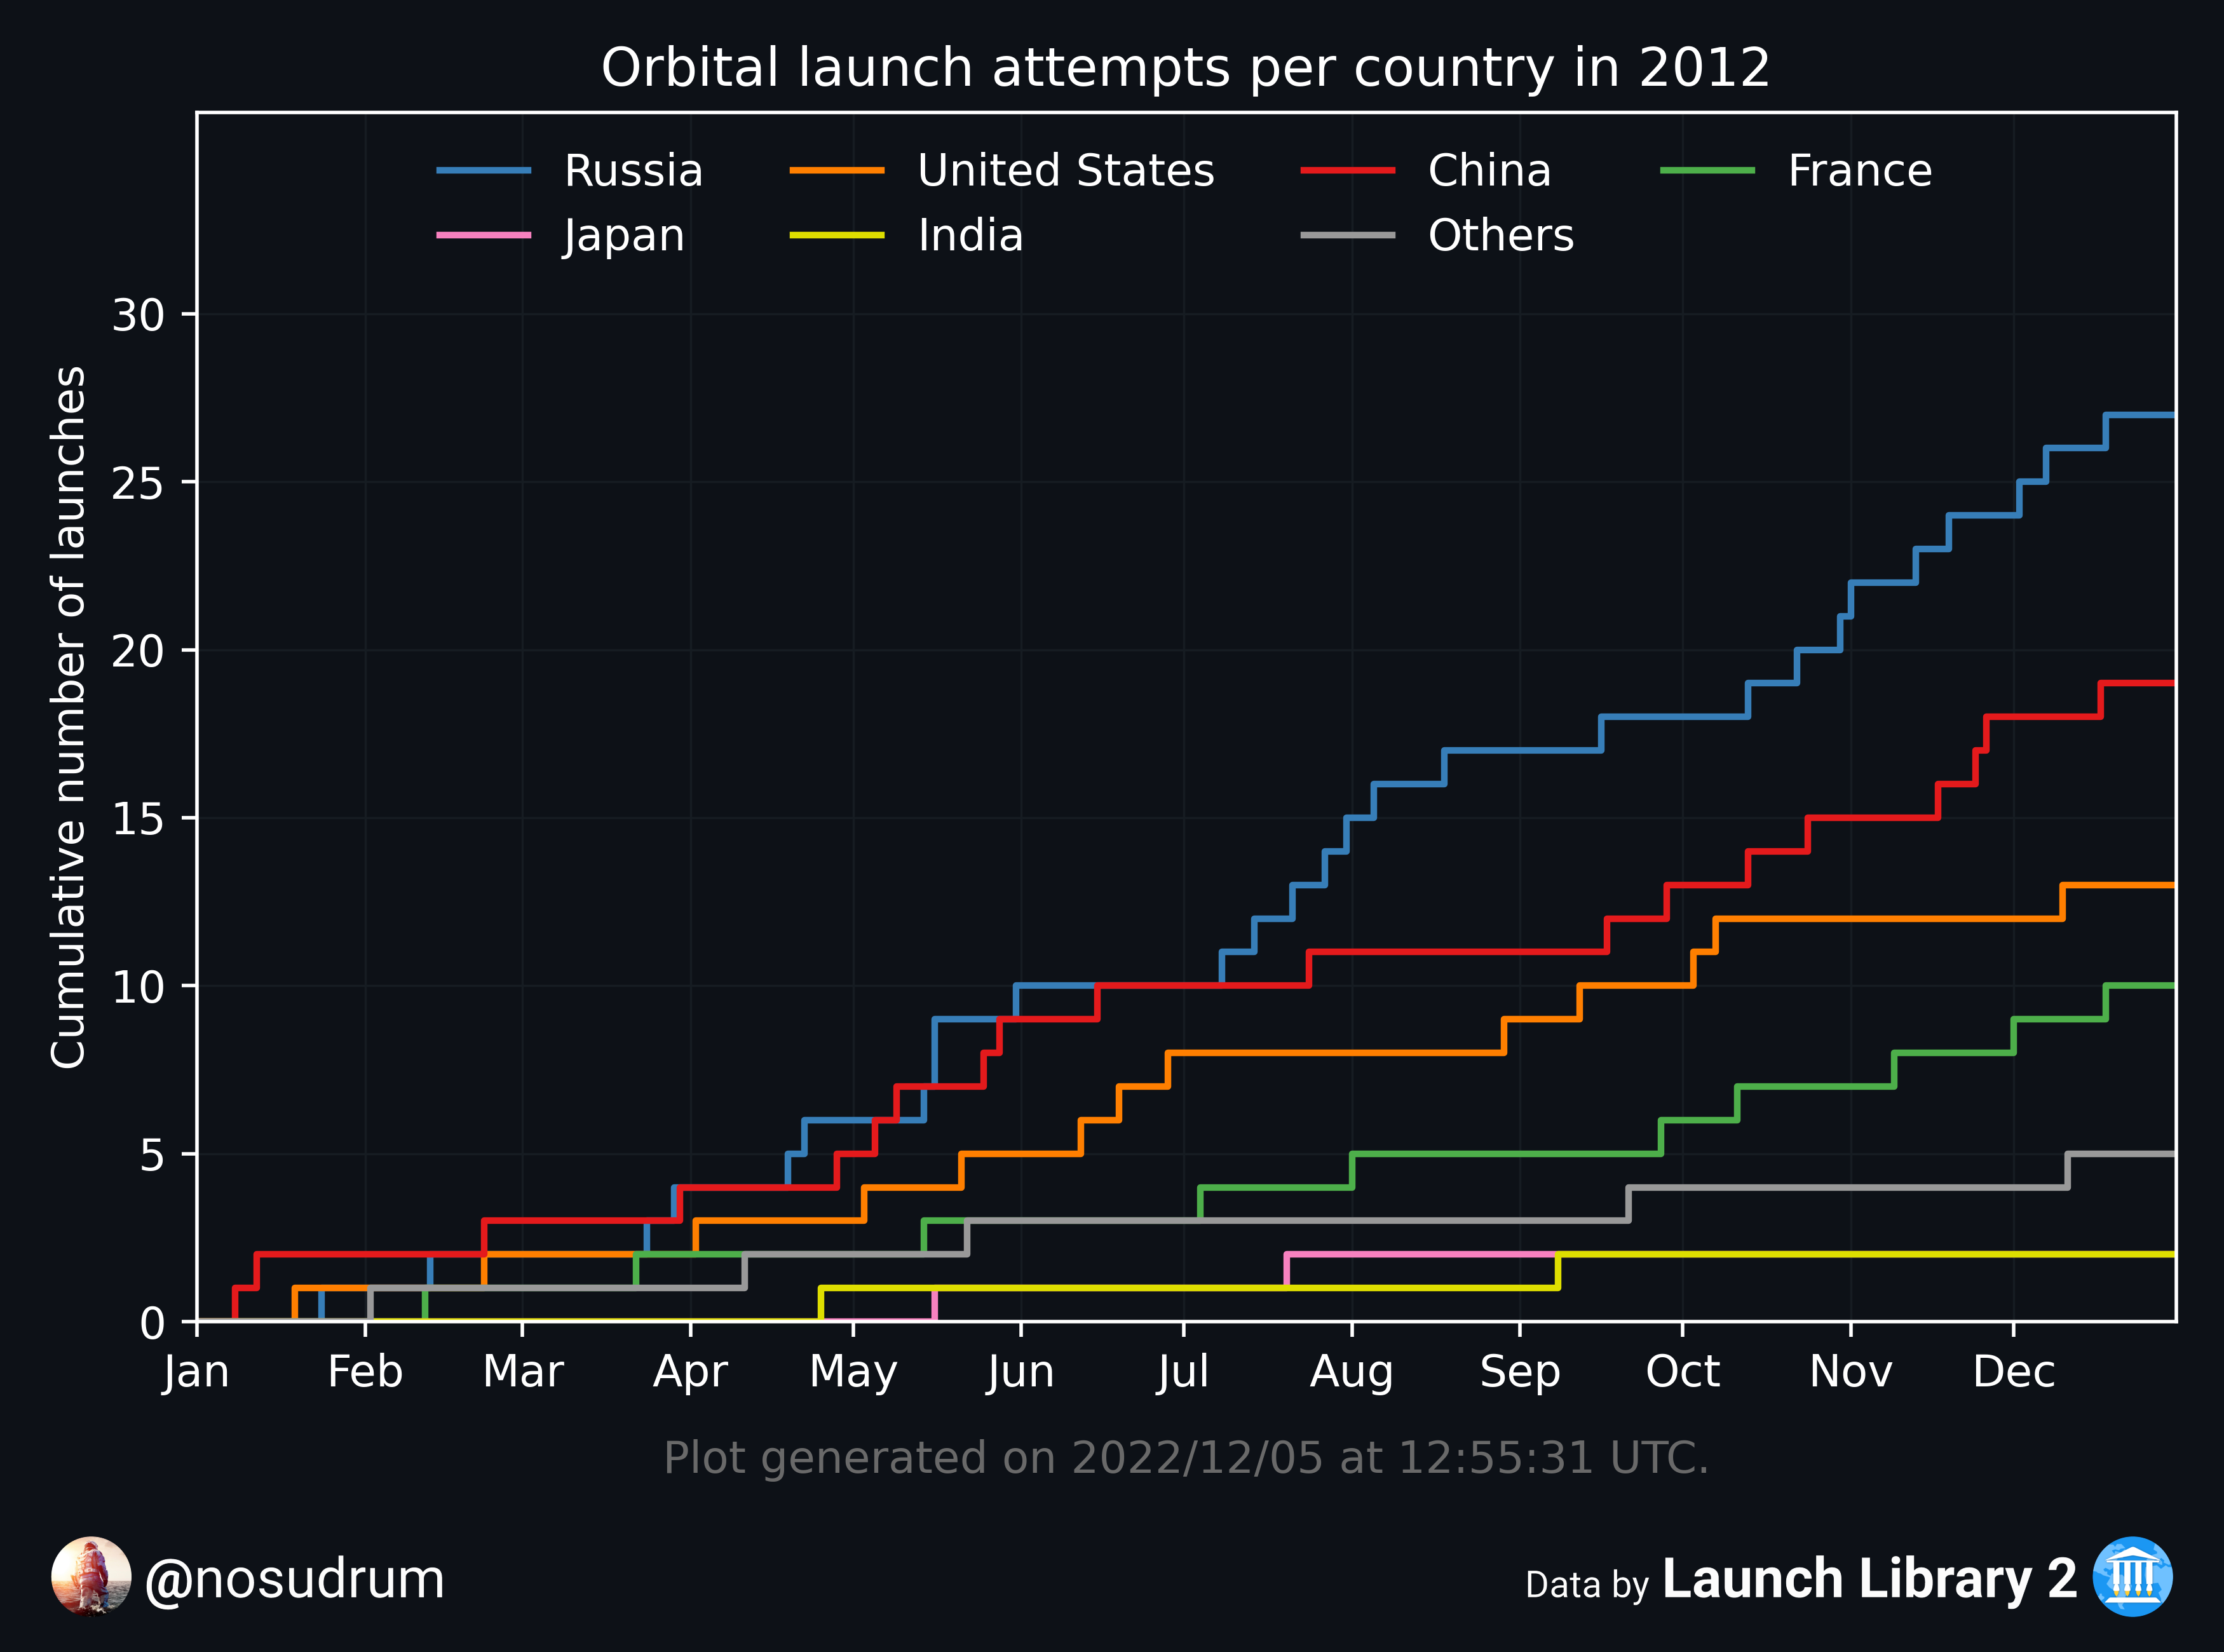 Orbital launch attempts per country in 2012
Russia United States China France
Japan India Others
Cumulative number of launches
30
25
20
15
10
5
0
Jan Feb Mar Apr May Jun Jul Aug Sep Oct Nov Dec
Plot generated on 2022/12/05 at 12:55:31 UTC.
@nosudrum
Data by Launch Library 2